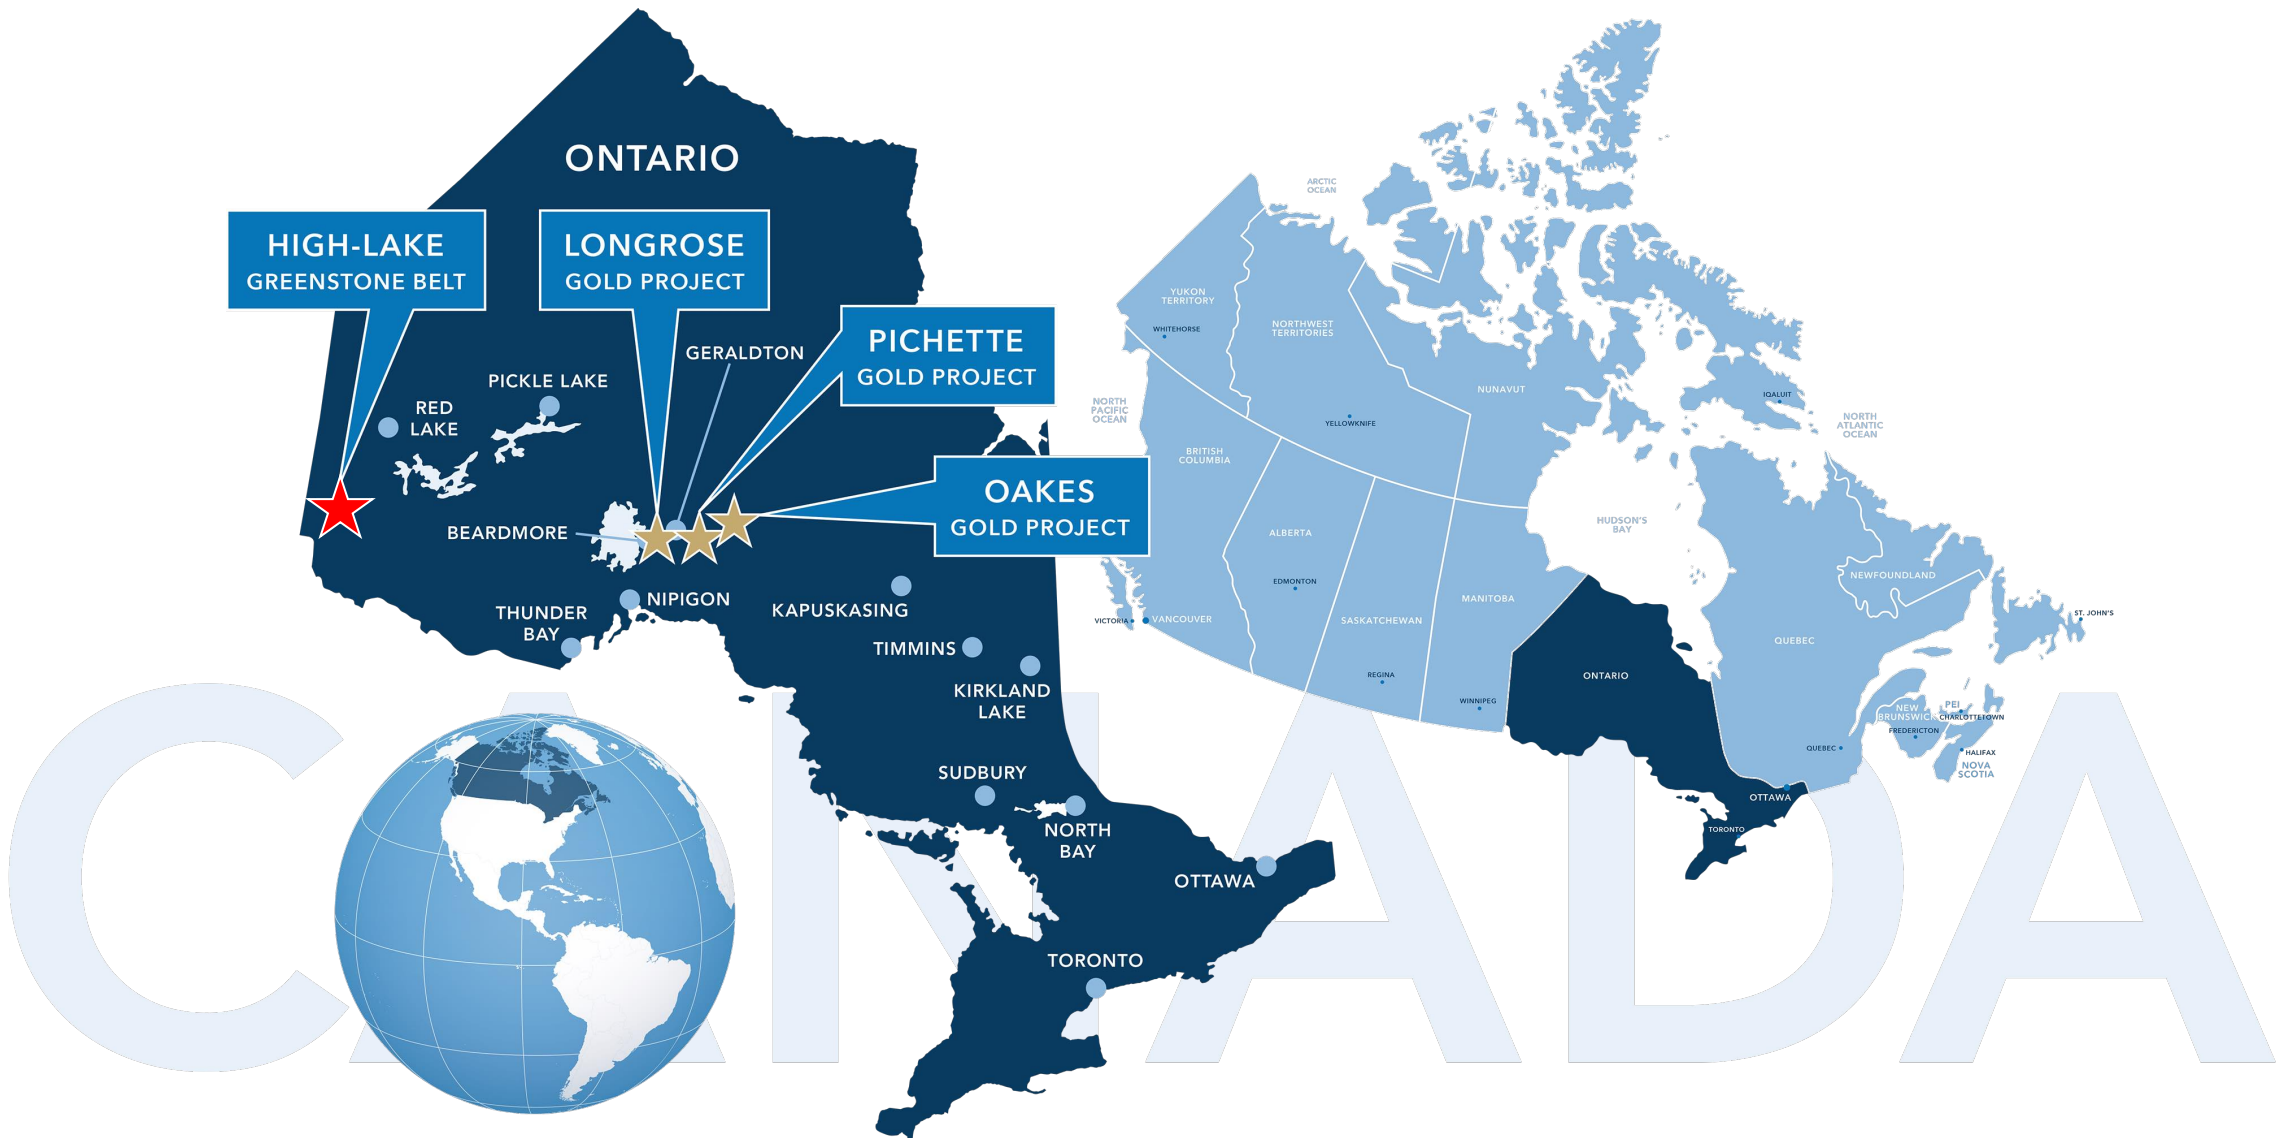 ONTARIO
HIGH-LAKE
GREENSTONE BELT
LONGROSE
GOLD PROJECT
PICHETTE
GOLD PROJECT
OAKES
GOLD PROJECT
GERALDTON
PICKLE LAKE
RED
LAKE
BEARDMORE
NIPIGON
THUNDER
BAY
KAPUSKASING
TIMMINS
KIRKLAND
LAKE
SUDBURY
NORTH
BAY
OTTAWA
TORONTO
ARCTIC
OCEAN
YUKON
TERRITORY
WHITEHORSE
NORTHWEST
TERRITORIES
YELLOWKNIFE
NUNAVUT
IQALUIT
NORTH
PACIFIC
OCEAN
NORTH
ATLANTIC
OCEAN
BRITISH
COLUMBIA
VICTORIA
VANCOUVER
ALBERTA
EDMONTON
SASKATCHEWAN
REGINA
MANITOBA
WINNIPEG
HUDSON'S
BAY
ONTARIO
OTTAWA
TORONTO
QUEBEC
QUEBEC
NEWFOUNDLAND
ST. JOHN'S
NEW
BRUNSWICK
FREDERICTON
PEI
CHARLOTTETOWN
HALIFAX
NOVA
SCOTIA
CANADA